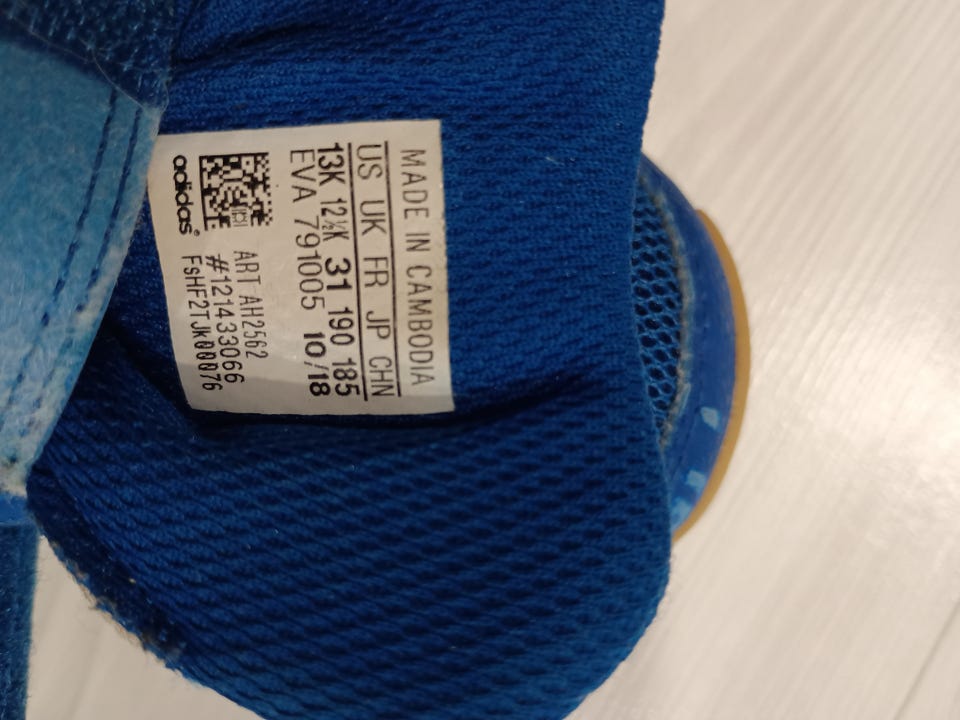 MADE IN CAMBODIA
US UK FR JP CHN
13K 12½K 31 190 185
EVA 791005 10/18
ART AH2562
#121433066
FSHF2TJK00076
adidas®